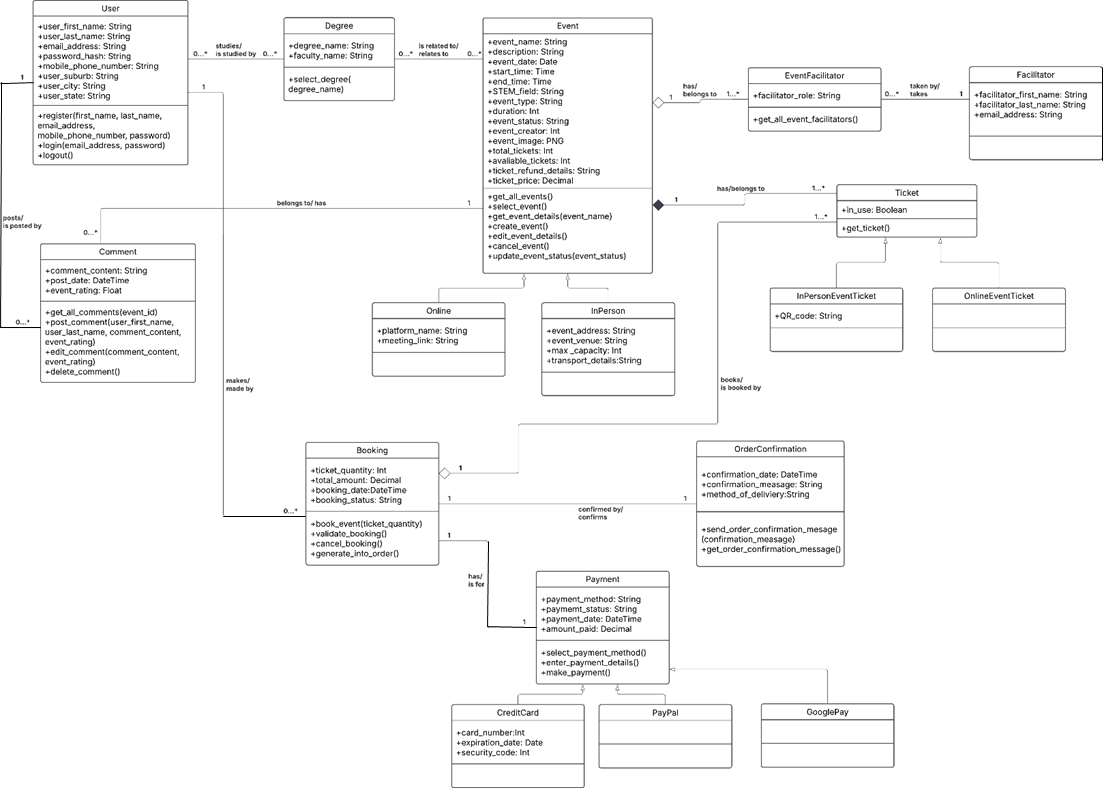 User
+user_first_name: String
+user_last_name: String
+email_address: String
+password_hash: String
+mobile_phone_number: String
+user_suburb: String
+user_city: String
+user_state: String
+register(first_name, last_name,
email_address,
mobile_phone_number, password)
+login(email_address, password)
+logout()
studies/
is studied by
0...*
0...*
Degree
+degree_name: String
+faculty_name: String
+select_degree(
degree_name)
is related to/
relates to
0...*
0...*
Event
+event_name: String
+description: String
+event_date: Date
+start_time: Time
+end_time: Time
+STEM_field: String
+event_type: String
+duration: Int
+event_status: String
+event_creator: Int
+event_image: PNG
+total_tickets: Int
+avaliable_tickets: Int
+ticket_refund_details: String
+ticket_price: Decimal
+get_all_events()
+select_event()
+get_event_details(event_name)
+create_event()
+edit_event_details()
+cancel_event()
+update_event_status(event_status)
has/
belongs to
1
1...*
EventFacilitator
+facilitator_role: String
+get_all_event_facilitators()
taken by/
takes
0...*
1
Facilitator
+facilitator_first_name: String
+facilitator_last_name: String
+email_address: String
has/belongs to
1
1...*
1...*
Ticket
+in_use: Boolean
+get_ticket()
InPersonEventTicket
+QR_code: String
OnlineEventTicket
1
1
posts/
is posted by
0...*
belongs to/ has
1
0...*
Comment
+comment_content: String
+post_date: DateTime
+event_rating: Float
+get_all_comments(event_id)
+post_comment(user_first_name,
user_last_name, comment_content,
event_rating)
+edit_comment(comment_content,
event_rating)
+delete_comment()
Online
+platform_name: String
+meeting_link: String
InPerson
+event_address: String
+event_venue: String
+max _capacity: Int
+transport_details:String
makes/
made by
0...*
books/
is booked by
Booking
+ticket_quantity: Int
+total_amount: Decimal
+booking_date:DateTime
+booking_status: String
+book_event(ticket_quantity)
+validate_booking()
+cancel_booking()
+generate_into_order()
1
1
1
confirmed by/
confirms
OrderConfirmation
+confirmation_date: DateTime
+confirmation_measage: String
+method_of_deliviery:String
+send_order_confirmation_mesage
(confirmation_meamage)
+get_order_confirmation_message()
1
has/
is for
1
Payment
+payment_method: String
+paymemt_status: String
+payment_date: DateTime
+amount_paid: Decimal
+select_payment_method()
+enter_payment_details()
+make_payment()
CreditCard
+card_number:Int
+expiration_date: Date
+security_code: Int
PayPal
GooglePay